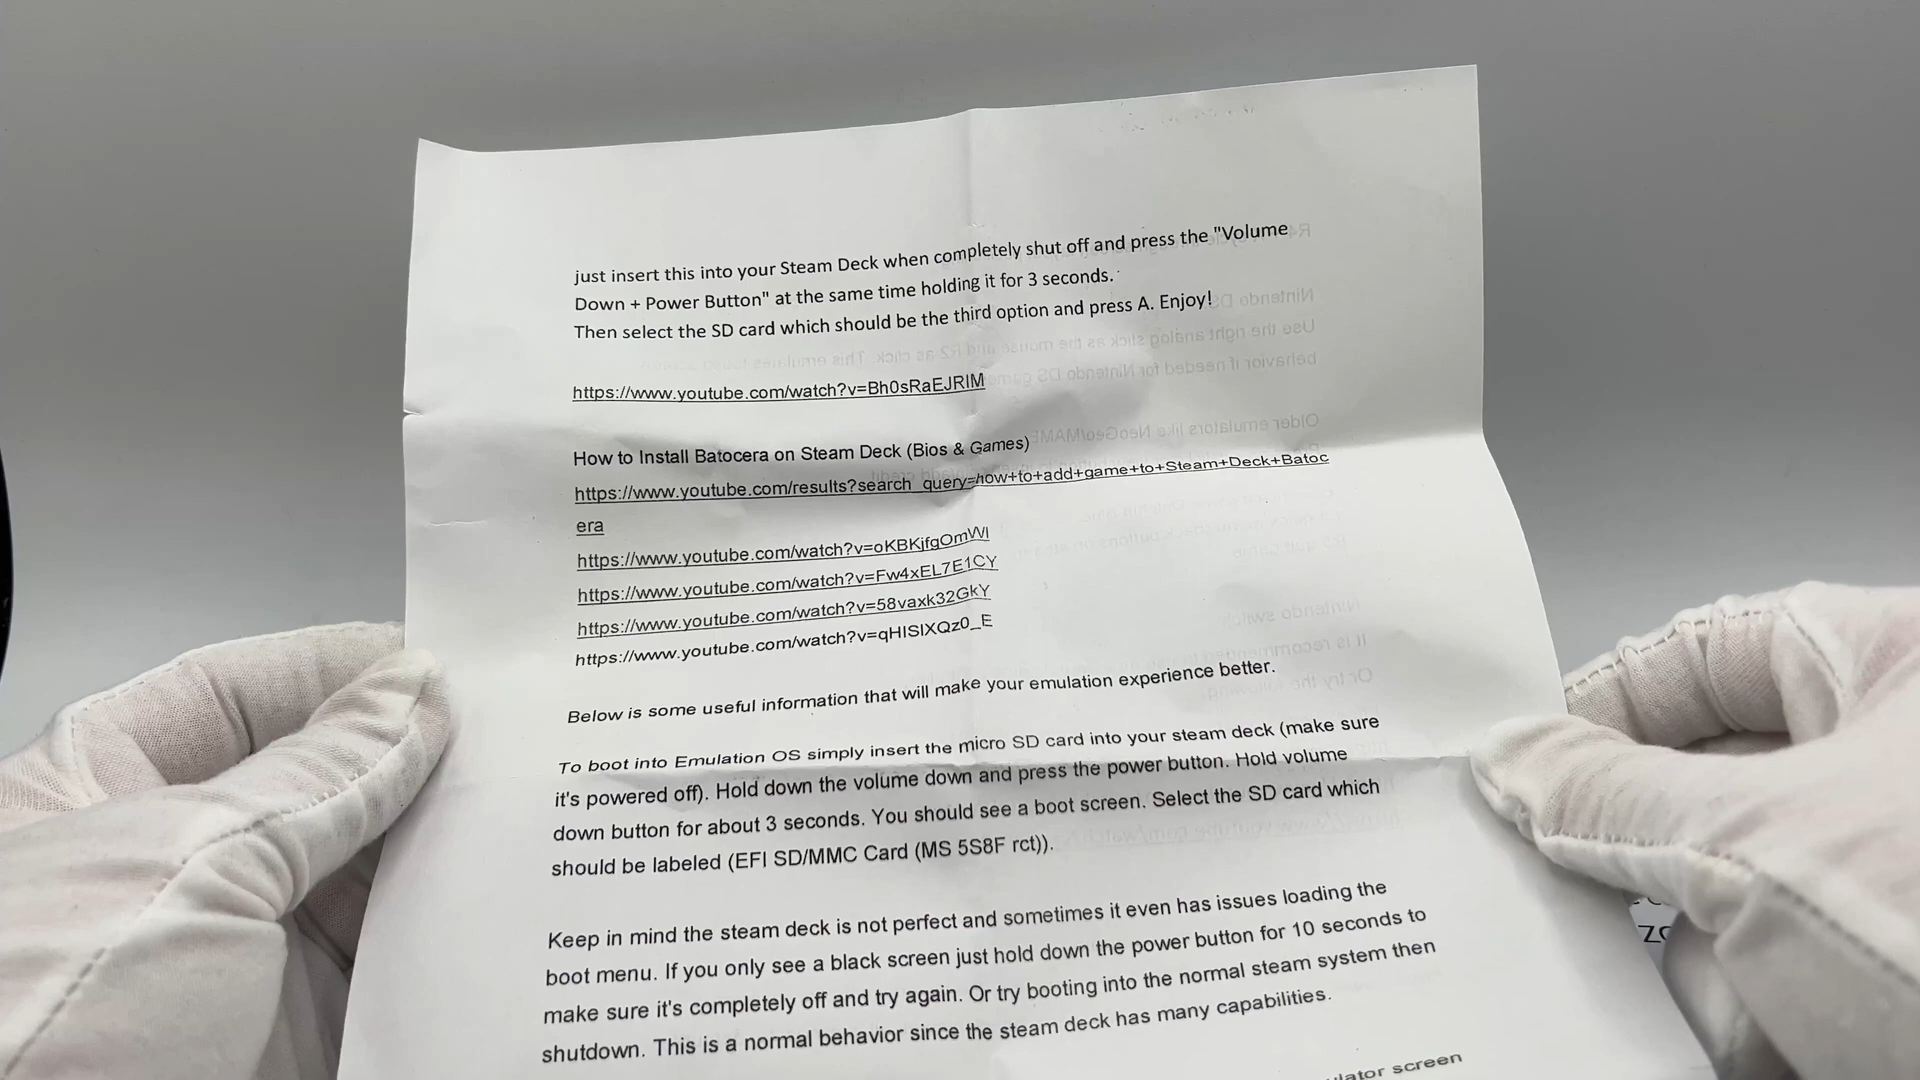 just insert this into your Steam Deck when completely shut off and press the "Volume
Down + Power Button" at the same time holding it for 3 seconds.
Then select the SD card which should be the third option and press A. Enjoy!
https://www.youtube.com/watch?v=Bh0sRaEJRIM
How to Install Batocera on Steam Deck (Bios & Games)
https://www.youtube.com/results?search_query=how+to+add+game+to+Steam+Deck+Batoc
era
https://www.youtube.com/watch?v=oKBKjfgOmWI
https://www.youtube.com/watch?v=Fw4xEL7E1CY
https://www.youtube.com/watch?v=58vaxk32GkY
https://www.youtube.com/watch?v=qHISIXQz0_E
Below is some useful information that will make your emulation experience better.
To boot into Emulation OS simply insert the micro SD card into your steam deck (make sure
it's powered off). Hold down the volume down and press the power button. Hold volume
down button for about 3 seconds. You should see a boot screen. Select the SD card which
should be labeled (EFI SD/MMC Card (MS 5S8F rct)).
Keep in mind the steam deck is not perfect and sometimes it even has issues loading the
boot menu. If you only see a black screen just hold down the power button for 10 seconds to
make sure it's completely off and try again. Or try booting into the normal steam system then
shutdown. This is a normal behavior since the steam deck has many capabilities.
screen